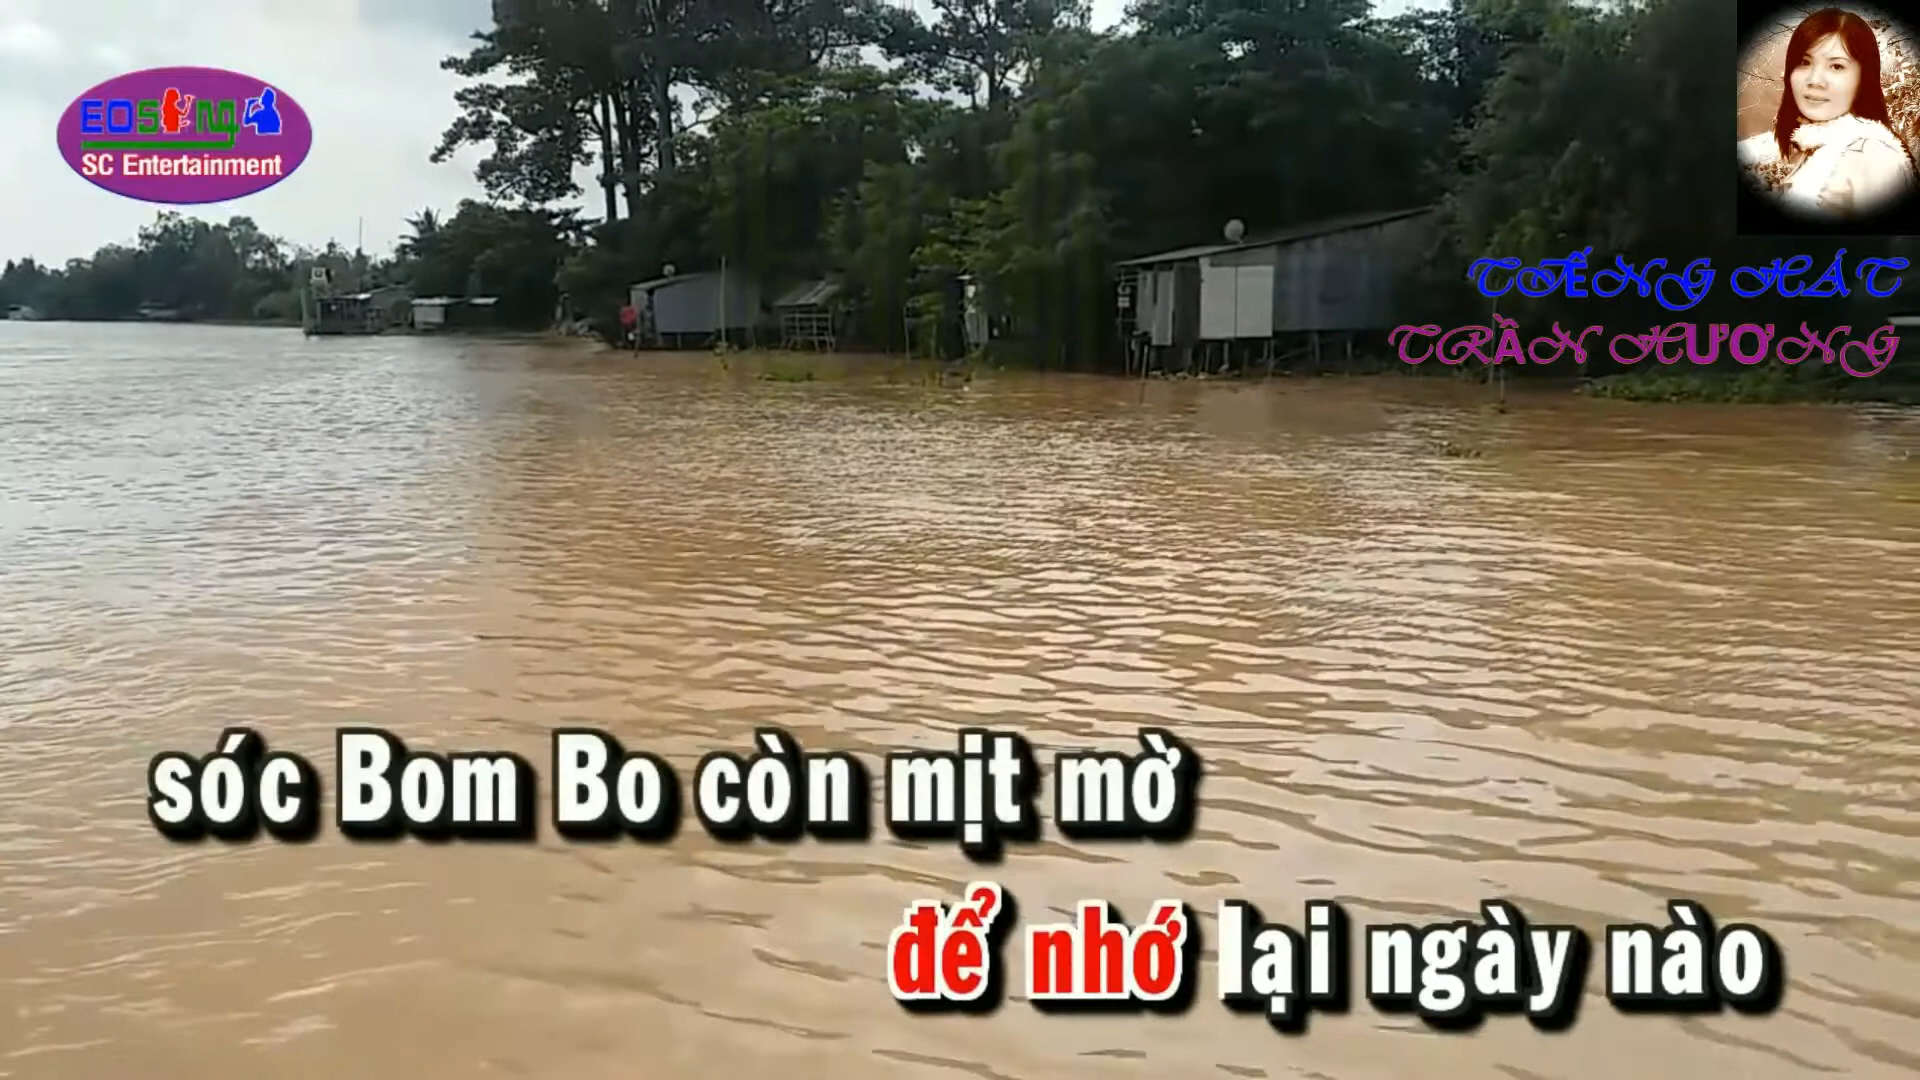 EOSING
SC Entertainment
TIẾNG HÁT
TRẦN HƯƠNG
sóc Bom Bo còn mịt mờ
để nhớ lại ngày nào